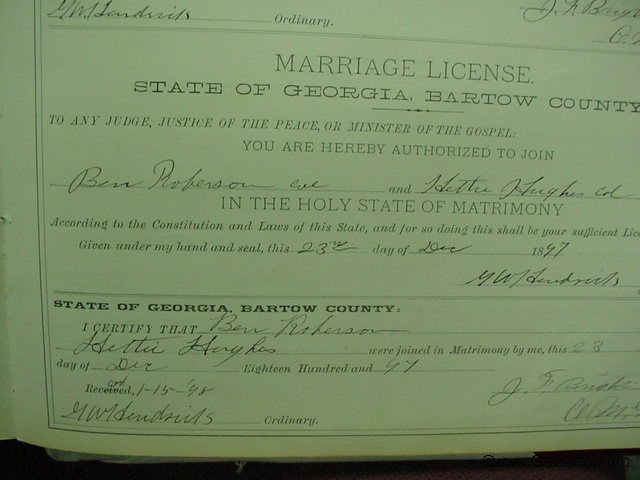 GW Hendricks Ordinary. J. F.
MARRIAGE LICENSE.
STATE OF GEORGIA, BARTOW COUNTY
TO ANY JUDGE, JUSTICE OF THE PEACE, OR MINISTER OF THE GOSPEL:
YOU ARE HEREBY AUTHORIZED TO JOIN
Ben Roberson and Hettie Hughes Cd
IN THE HOLY STATE OF MATRIMONY
According to the Constitution and Laws of this State, and for so doing this shall be your sufficient
Given under my hand and seal, this 23rd day of Dec 1897
GW Hendricks
STATE OF GEORGIA, BARTOW COUNTY:
I CERTIFY THAT Ben Roberson
Hettie Hughes were joined in Matrimony by me, this 23
day of Dec Eighteen Hundred and 97
Received, 1-15-'98 J. F.
GW Hendricks Ordinary.